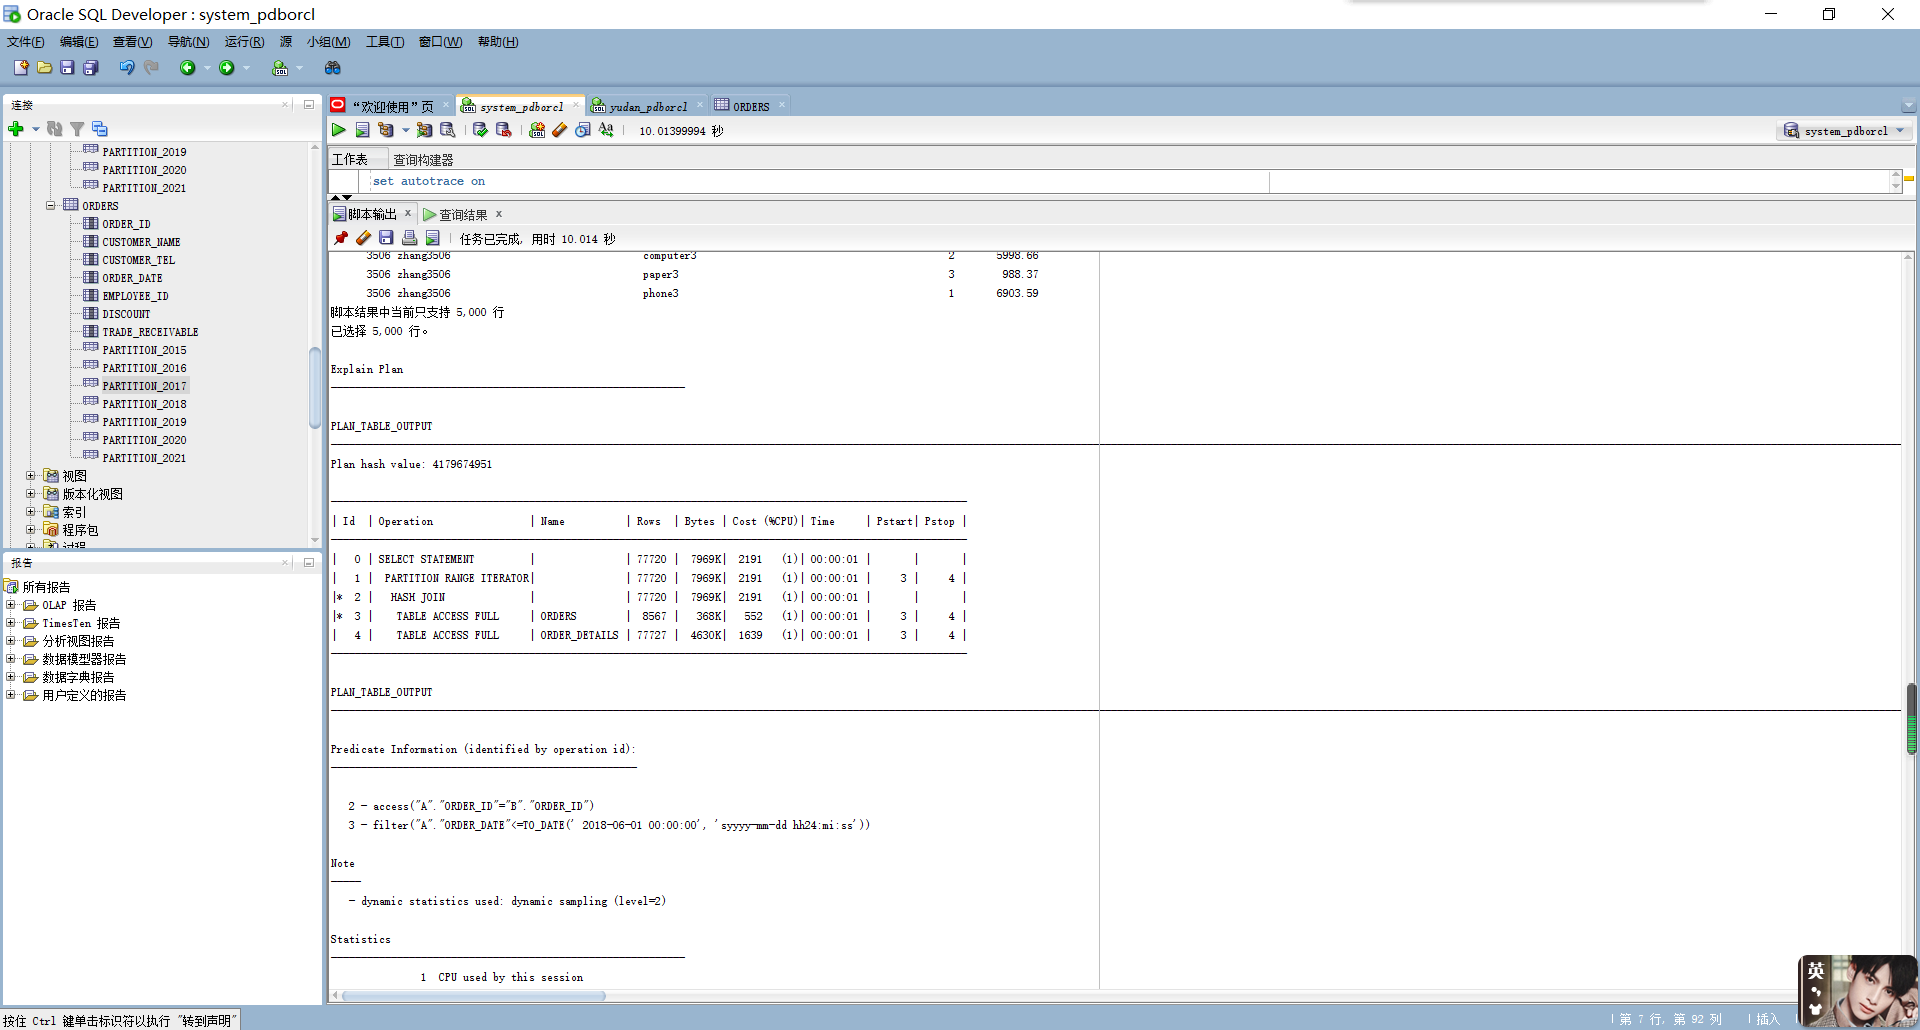 Oracle SQL Developer : system_pdborcl
文件(F) 编辑(E) 查看(V) 导航(N) 运行(R) 源 小组(M) 工具(T) 窗口(W) 帮助(H)
连接
PARTITION_2019
PARTITION_2020
PARTITION_2021
ORDERS
ORDER_ID
CUSTOMER_NAME
CUSTOMER_TEL
ORDER_DATE
EMPLOYEE_ID
DISCOUNT
TRADE_RECEIVABLE
PARTITION_2015
PARTITION_2016
PARTITION_2017
PARTITION_2018
PARTITION_2019
PARTITION_2020
PARTITION_2021
视图
版本化视图
索引
程序包
过程
报告
所有报告
OLAP 报告
TimesTen 报告
分析视图报告
数据模型器报告
数据字典报告
用户定义的报告
“欢迎使用”页 system_pdborcl yudan_pdborcl ORDERS
10.01399994 秒 system_pdborcl
工作表 查询构建器
set autotrace on
脚本输出 x 查询结果 x
任务已完成, 用时 10.014 秒
3506 zhang3506 computer3 2 5998.66
3506 zhang3506 paper3 3 988.37
3506 zhang3506 phone3 1 6903.59
脚本结果中当前只支持 5,000 行
已选择 5,000 行。
Explain Plan
PLAN_TABLE_OUTPUT
Plan hash value: 4179674951
| Id | Operation | Name | Rows | Bytes | Cost (%CPU)| Time | Pstart| Pstop |
| 0 | SELECT STATEMENT | | 77720 | 7969K| 2191 (1)| 00:00:01 | | |
| 1 | PARTITION RANGE ITERATOR| | 77720 | 7969K| 2191 (1)| 00:00:01 | 3 | 4 |
|* 2 | HASH JOIN | | 77720 | 7969K| 2191 (1)| 00:00:01 | | |
|* 3 | TABLE ACCESS FULL | ORDERS | 8567 | 368K| 552 (1)| 00:00:01 | 3 | 4 |
| 4 | TABLE ACCESS FULL | ORDER_DETAILS | 77727 | 4630K| 1639 (1)| 00:00:01 | 3 | 4 |
PLAN_TABLE_OUTPUT
Predicate Information (identified by operation id):
2 - access("A"."ORDER_ID"="B"."ORDER_ID")
3 - filter("A"."ORDER_DATE"<=TO_DATE(' 2018-06-01 00:00:00', 'syyyy-mm-dd hh24:mi:ss'))
Note
-----
- dynamic statistics used: dynamic sampling (level=2)
Statistics
1 CPU used by this session
英
按住 Ctrl 键单击标识符以执行 "转到声明" | 第 7 行, 第 92 列 | 插入 |